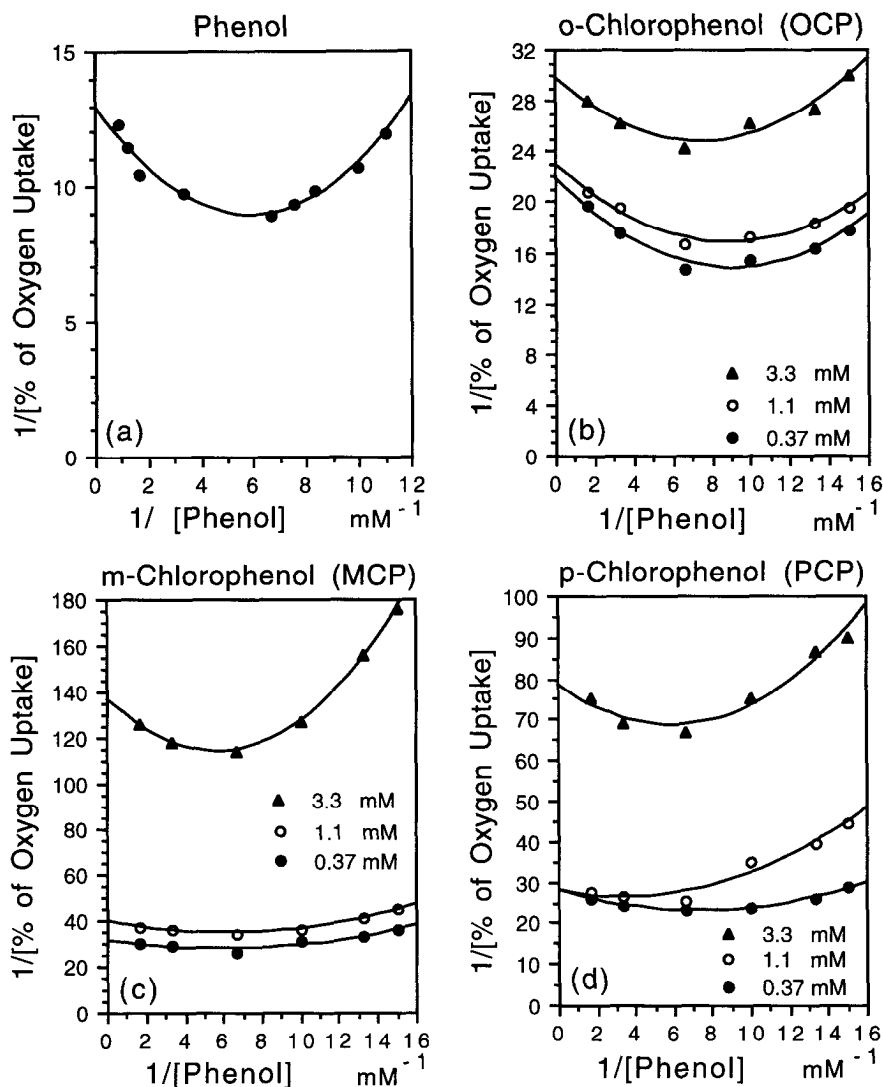 Phenol
1/[% of Oxygen Uptake]
15
10
5
0
(a)
0 2 4 6 8 10 12
1/ [Phenol] mM⁻¹
o-Chlorophenol (OCP)
1/[% of Oxygen Uptake]
32
28
24
20
16
12
8
4
0
3.3 mM
1.1 mM
0.37 mM
(b)
0 2 4 6 8 10 12 14 16
1/[Phenol] mM⁻¹
m-Chlorophenol (MCP)
1/[% of Oxygen Uptake]
180
160
140
120
100
80
60
40
20
0
3.3 mM
1.1 mM
0.37 mM
(c)
0 2 4 6 8 10 12 14 16
1/[Phenol] mM⁻¹
p-Chlorophenol (PCP)
1/[% of Oxygen Uptake]
100
90
80
70
60
50
40
30
20
10
0
3.3 mM
1.1 mM
0.37 mM
(d)
0 2 4 6 8 10 12 14 16
1/[Phenol] mM⁻¹